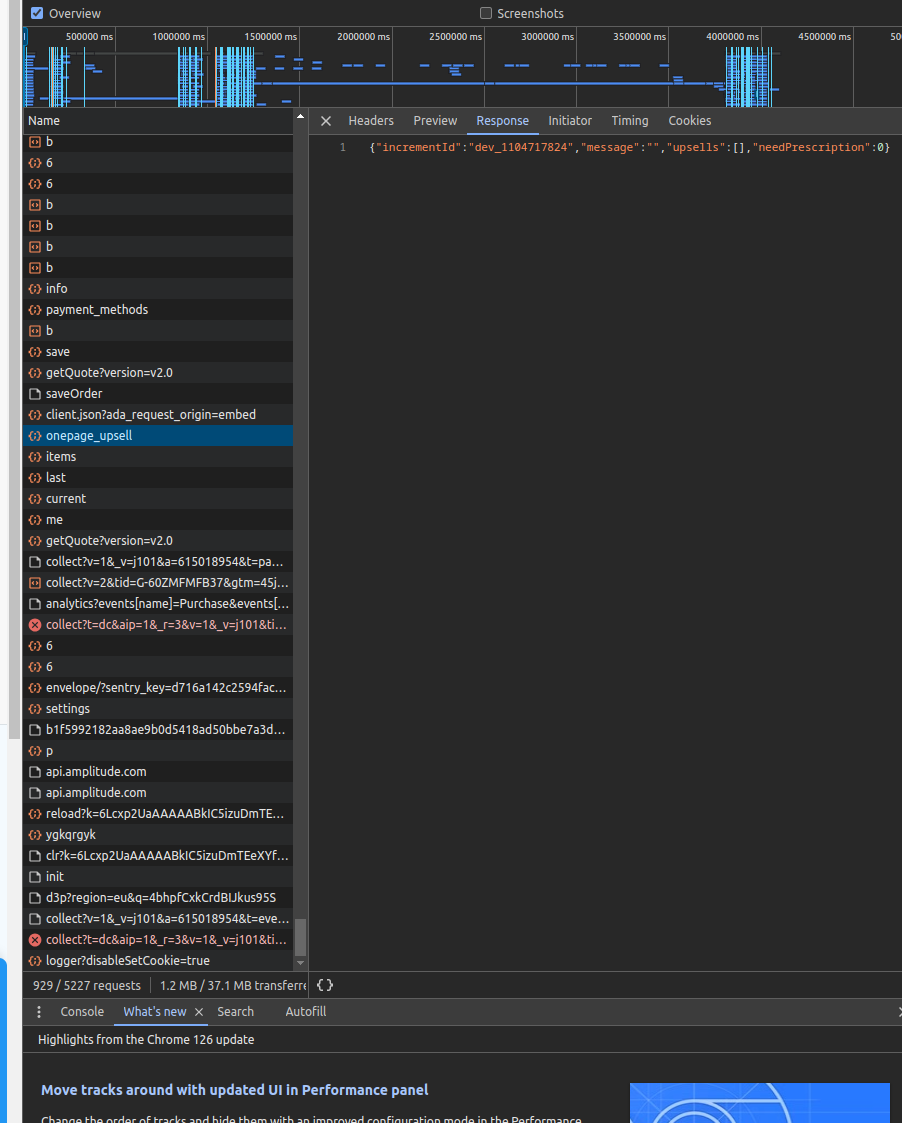 Overview
Screenshots
500000 ms 1000000 ms 1500000 ms 2000000 ms 2500000 ms 3000000 ms 3500000 ms 4000000 ms 4500000 ms
Name
Headers Preview Response Initiator Timing Cookies
1 {"incrementId":"dev_1104717824","message":"","upsells":[],"needPrescription":0}
b
6
6
b
b
b
b
info
payment_methods
b
save
getQuote?version=v2.0
saveOrder
client.json?ada_request_origin=embed
onepage_upsell
items
last
current
me
getQuote?version=v2.0
collect?v=1&_v=j101&a=615018954&t=pa...
collect?v=2&tid=G-60ZMFMFB37&gtm=45j...
analytics?events[name]=Purchase&events[...
collect?t=dc&aip=1&_r=3&v=1&_v=j101&ti...
6
6
envelope/?sentry_key=d716a142c2594fac...
settings
b1f5992182aa8ae9b0d5418ad50bbe7a3d...
p
api.amplitude.com
api.amplitude.com
reload?k=6Lcxp2UaAAAAABkIC5izuDmTE...
ygkqrgyk
clr?k=6Lcxp2UaAAAAABkIC5izuDmTEeXYf...
init
d3p?region=eu&q=4bhpfCxkCrdBIJkus95S
collect?v=1&_v=j101&a=615018954&t=eve...
collect?t=dc&aip=1&_r=3&v=1&_v=j101&ti...
logger?disableSetCookie=true
929 / 5227 requests 1.2 MB / 37.1 MB transferre
{}
Console What's new Search Autofill
Highlights from the Chrome 126 update
Move tracks around with updated UI in Performance panel
Change the order of tracks and hide them with an improved configuration mode in the Performance